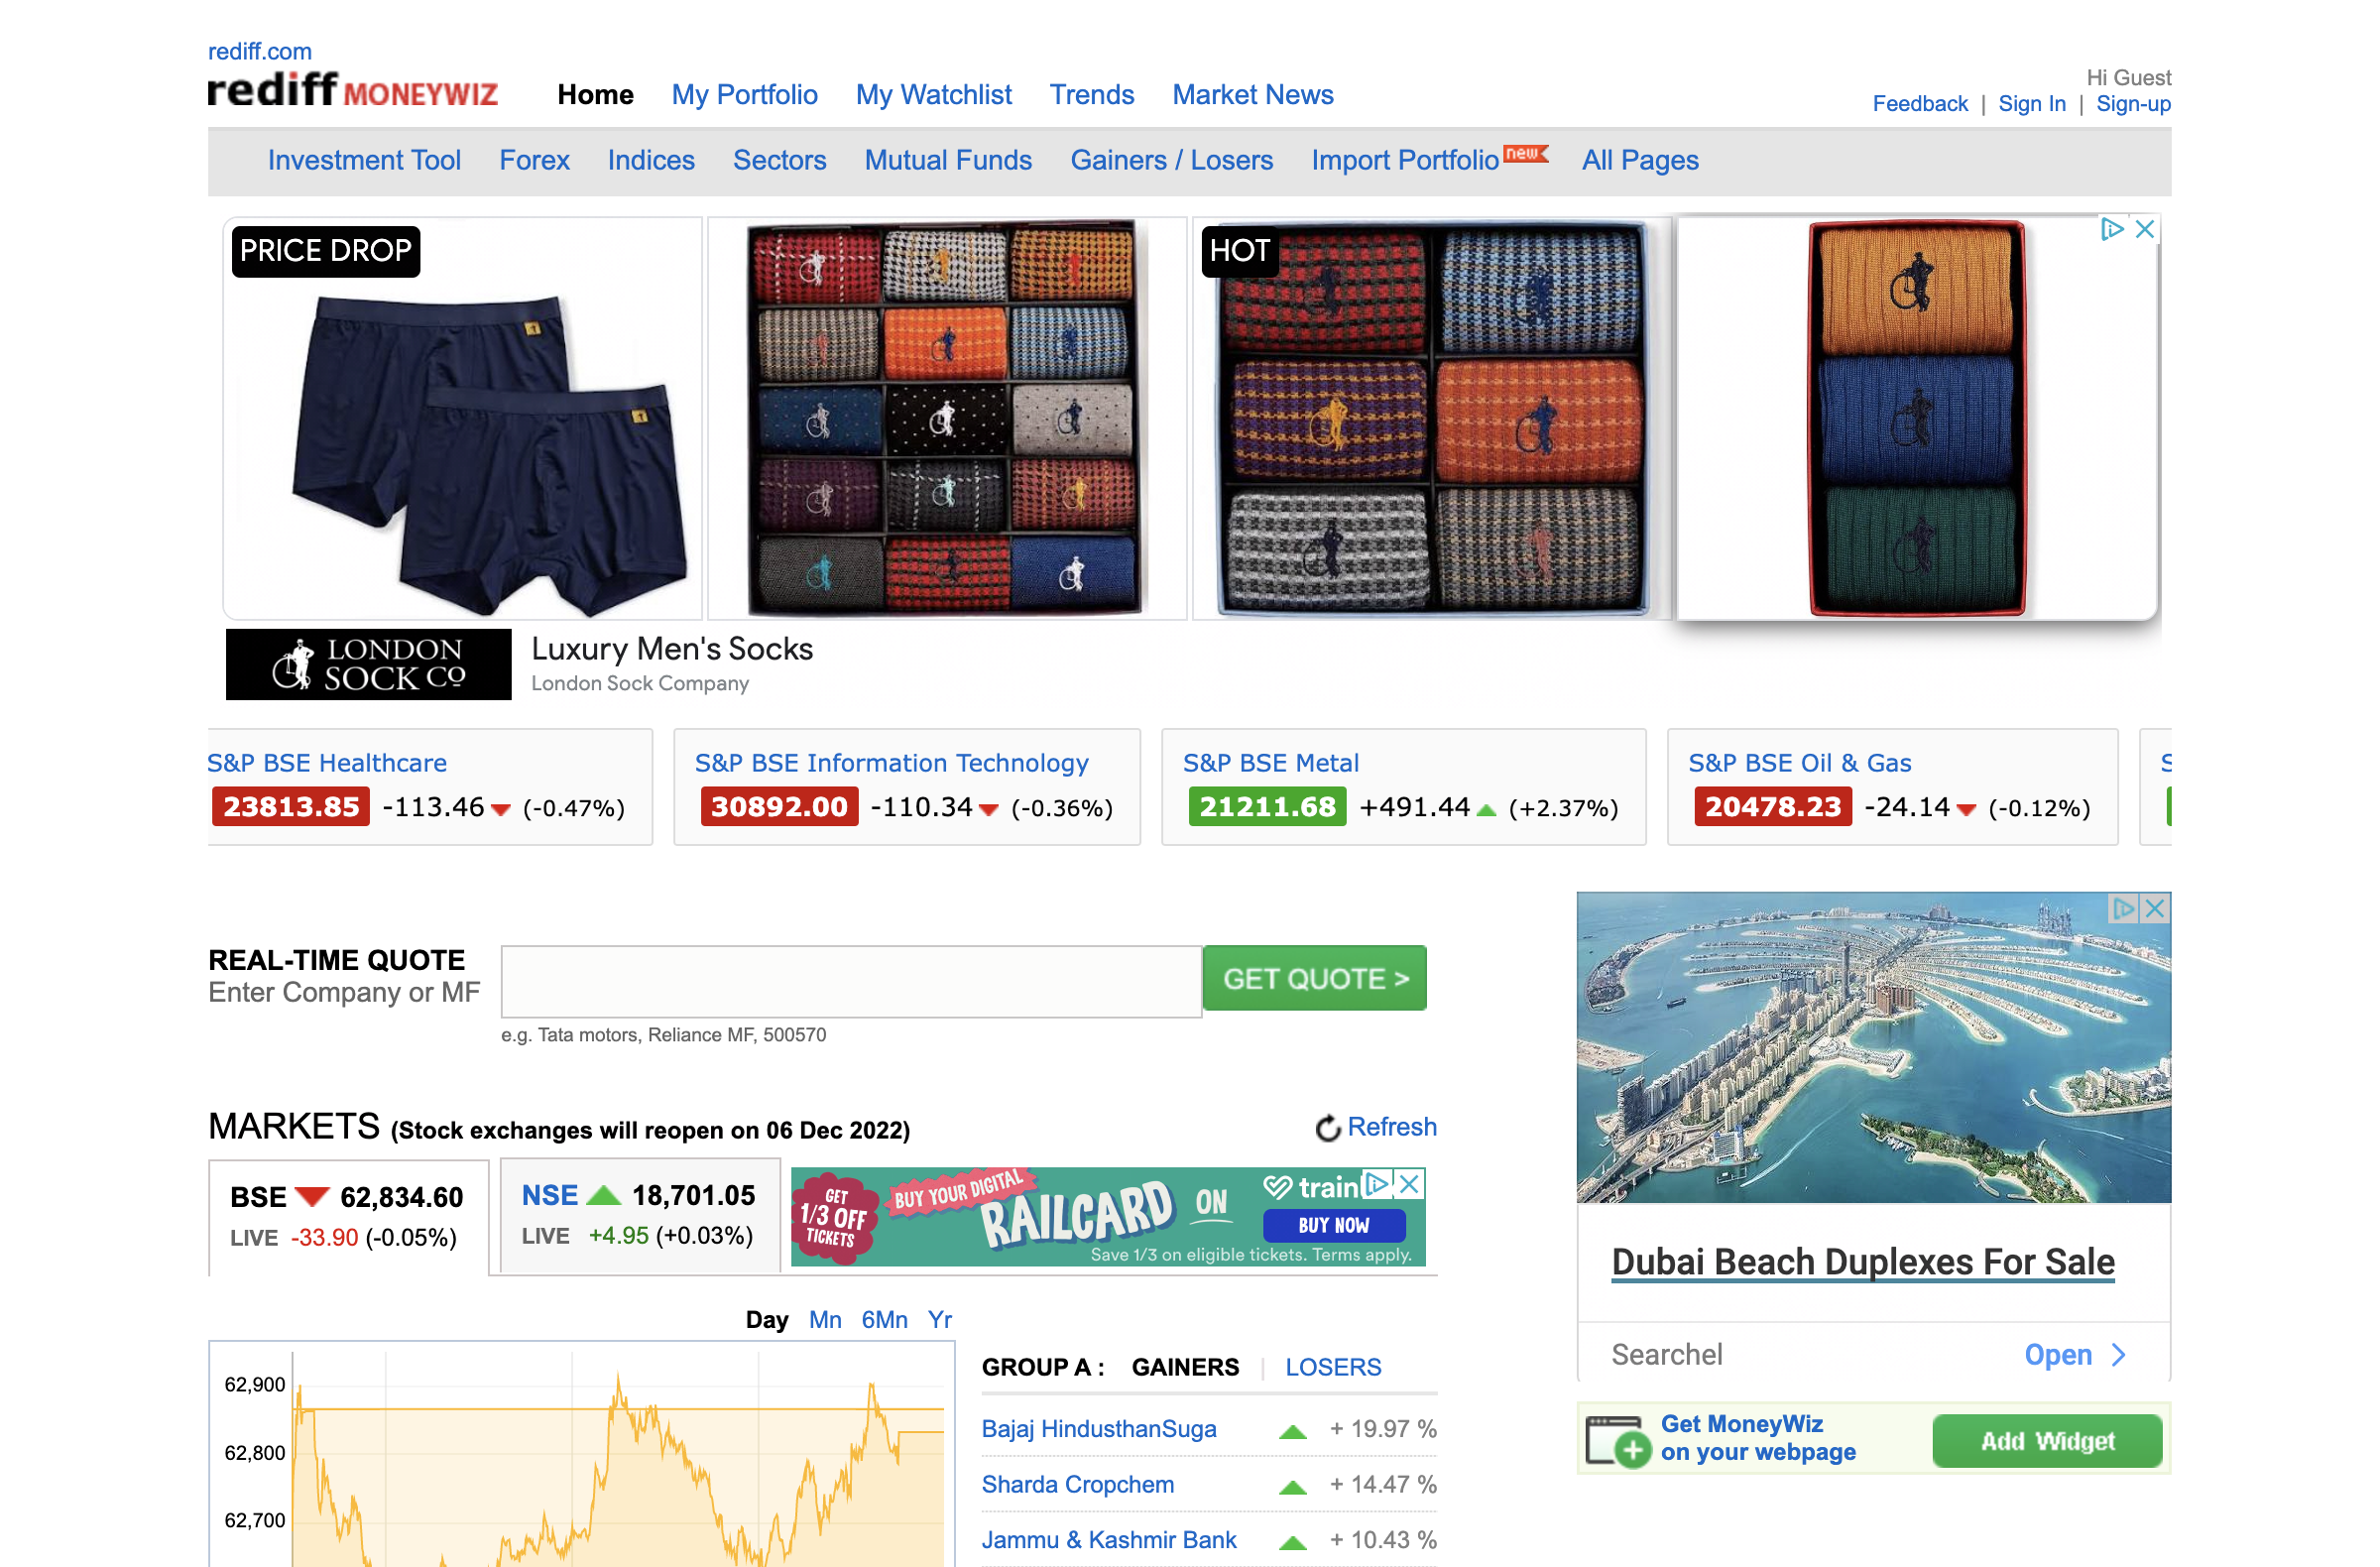 rediff.com
rediff MONEYWIZ
Home My Portfolio My Watchlist Trends Market News
Hi Guest
Feedback | Sign In | Sign-up
Investment Tool Forex Indices Sectors Mutual Funds Gainers / Losers Import Portfolio new All Pages
PRICE DROP
HOT
LONDON
SOCK CO
Luxury Men's Socks
London Sock Company
S&P BSE Healthcare
23813.85 -113.46 (-0.47%)
S&P BSE Information Technology
30892.00 -110.34 (-0.36%)
S&P BSE Metal
21211.68 +491.44 (+2.37%)
S&P BSE Oil & Gas
20478.23 -24.14 (-0.12%)
REAL-TIME QUOTE
Enter Company or MF
GET QUOTE >
e.g. Tata motors, Reliance MF, 500570
MARKETS (Stock exchanges will reopen on 06 Dec 2022)
Refresh
BSE 62,834.60
LIVE -33.90 (-0.05%)
NSE 18,701.05
LIVE +4.95 (+0.03%)
GET
1/3 OFF
TICKETS
BUY YOUR DIGITAL
RAILCARD ON
trainl
BUY NOW
Save 1/3 on eligible tickets. Terms apply.
Day Mn 6Mn Yr
62,900
62,800
62,700
GROUP A : GAINERS | LOSERS
Bajaj HindusthanSuga + 19.97 %
Sharda Cropchem + 14.47 %
Jammu & Kashmir Bank + 10.43 %
Dubai Beach Duplexes For Sale
Searchel
Open >
Get MoneyWiz
on your webpage
Add Widget